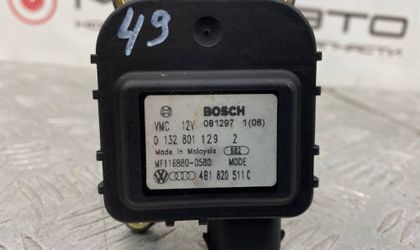 49
BOSCH
VMC 12V 091297 1(06)
0 132 801 129 2
Made in Malaysia 682
MF116880-0580 MODE
4B1 820 511 C